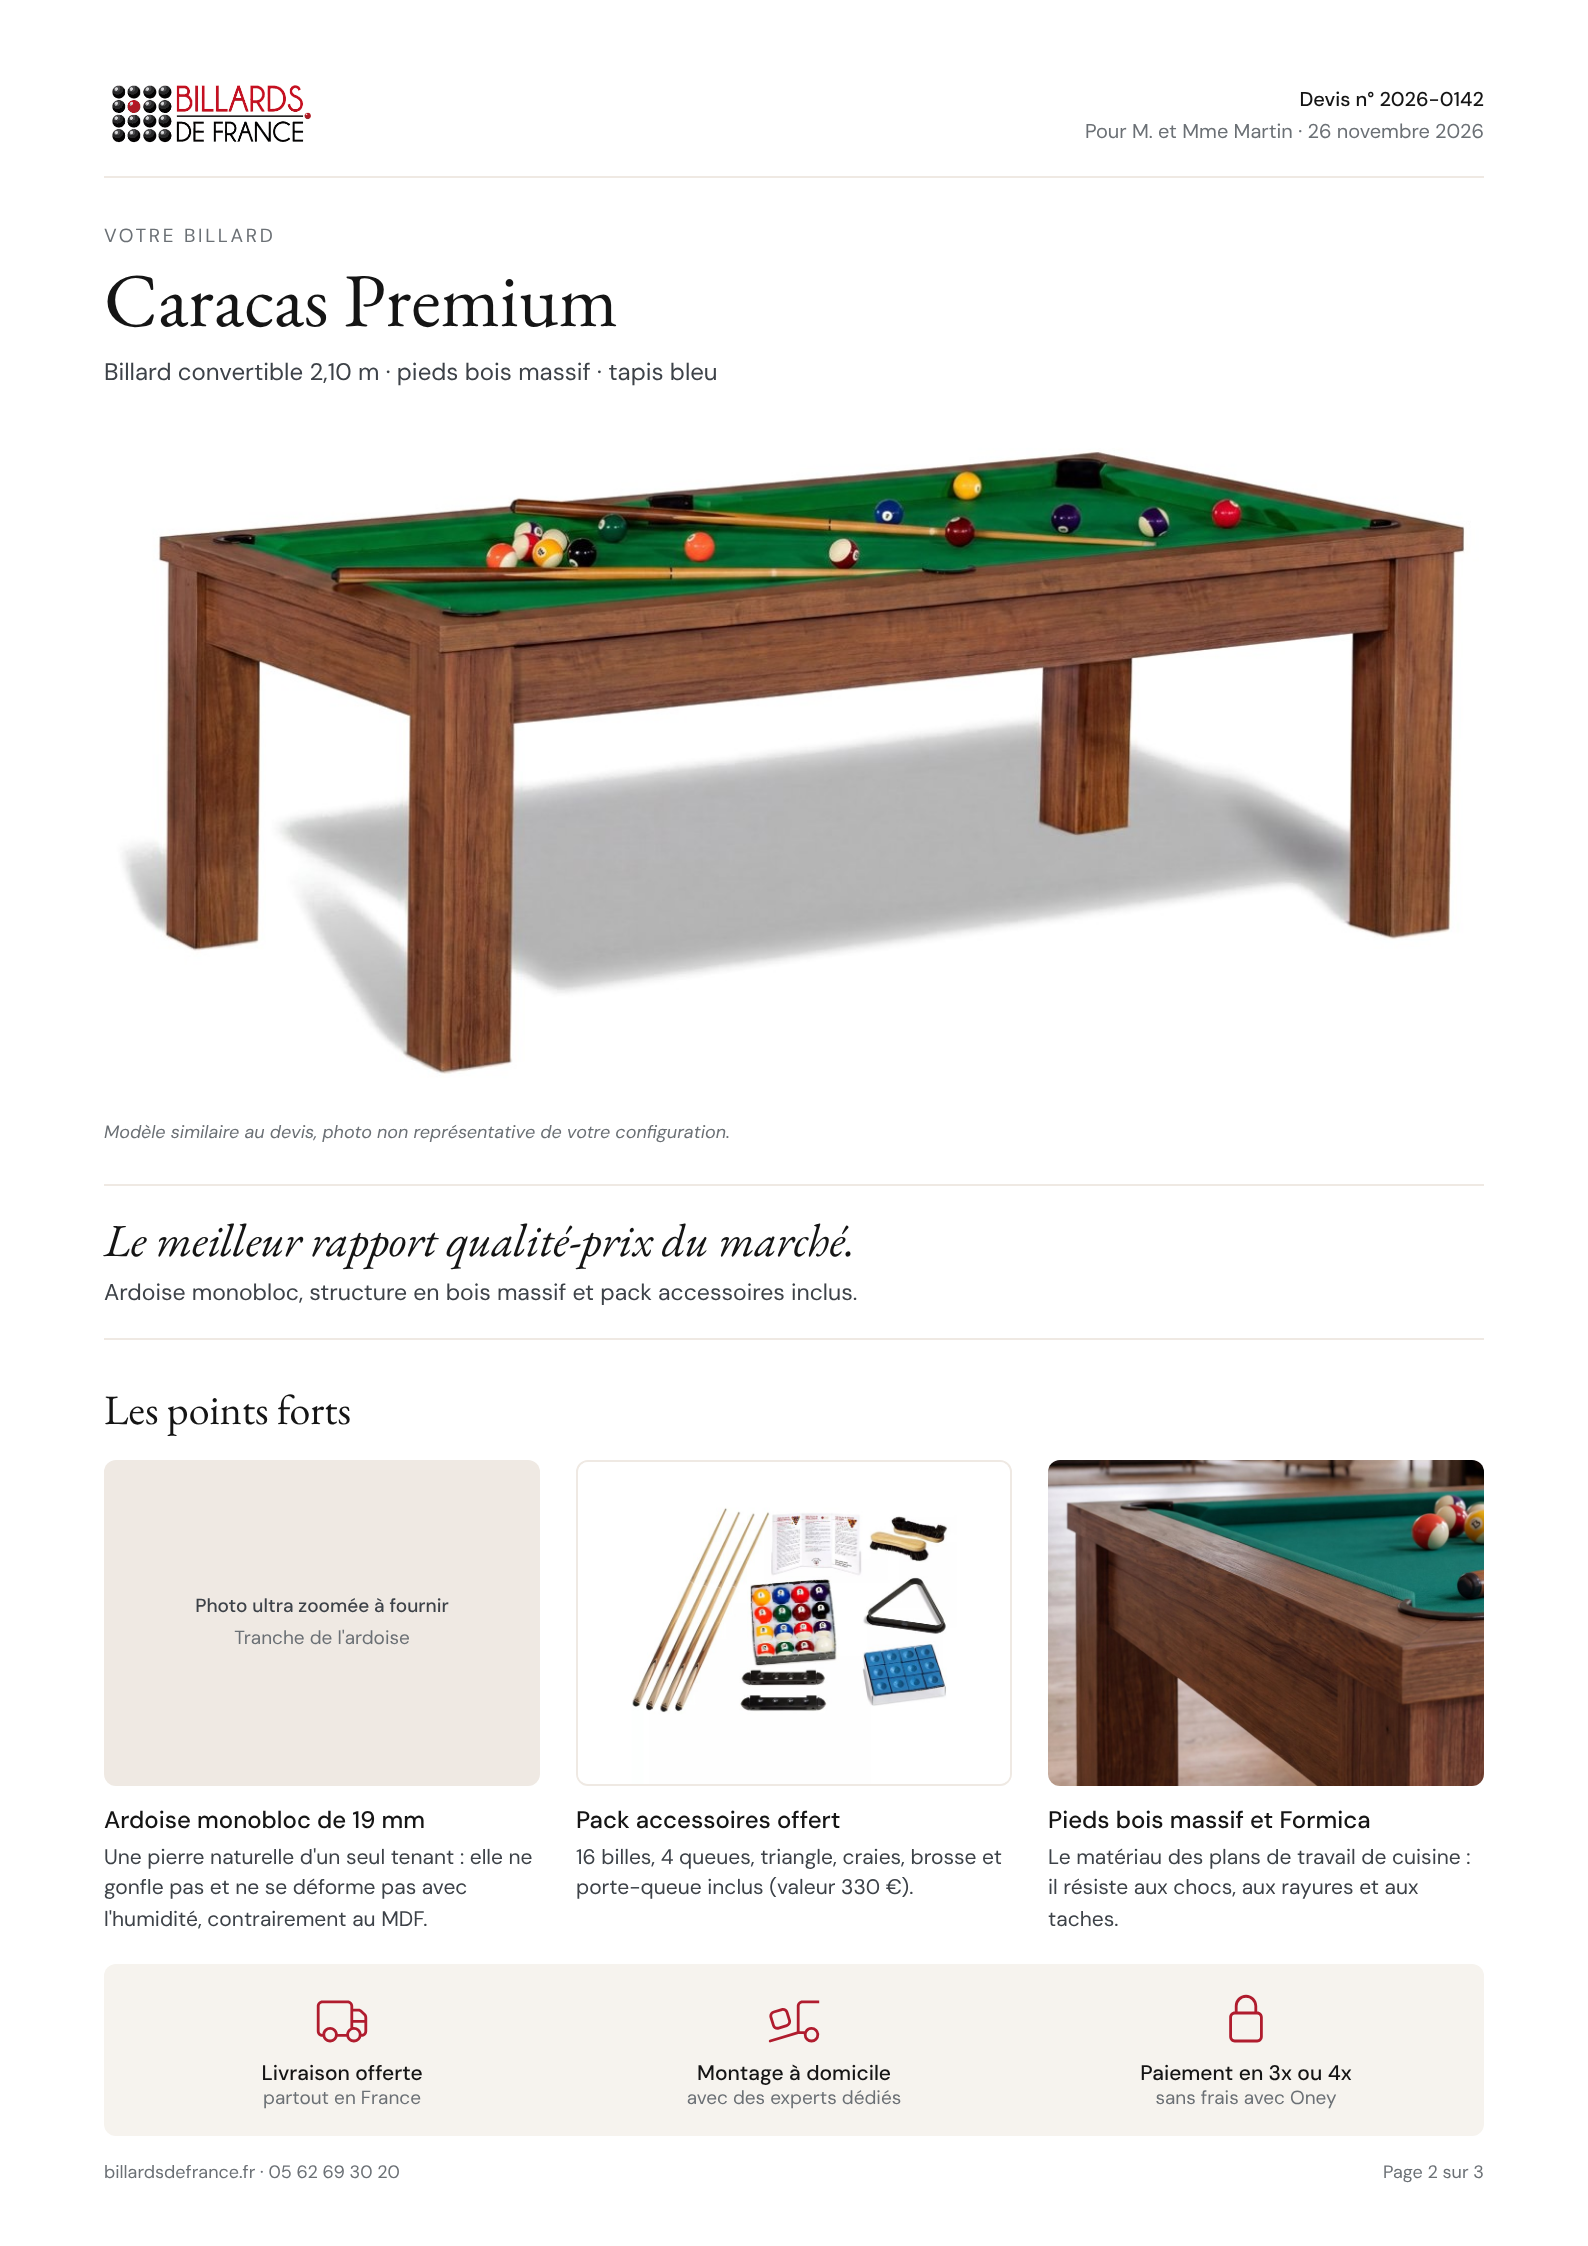 BILLARDS
DE FRANCE
Devis n° 2026-0142
Pour M. et Mme Martin · 26 novembre 2026
VOTRE BILLARD
Caracas Premium
Billard convertible 2,10 m · pieds bois massif · tapis bleu
Modèle similaire au devis, photo non représentative de votre configuration.
Le meilleur rapport qualité-prix du marché.
Ardoise monobloc, structure en bois massif et pack accessoires inclus.
Les points forts
Photo ultra zoomée à fournir
Tranche de l'ardoise
Ardoise monobloc de 19 mm
Une pierre naturelle d'un seul tenant : elle ne
gonfle pas et ne se déforme pas avec
l'humidité, contrairement au MDF.
Pack accessoires offert
16 billes, 4 queues, triangle, craies, brosse et
porte-queue inclus (valeur 330 €).
Pieds bois massif et Formica
Le matériau des plans de travail de cuisine :
il résiste aux chocs, aux rayures et aux
taches.
Livraison offerte
partout en France
Montage à domicile
avec des experts dédiés
Paiement en 3x ou 4x
sans frais avec Oney
billardsdefrance.fr · 05 62 69 30 20
Page 2 sur 3